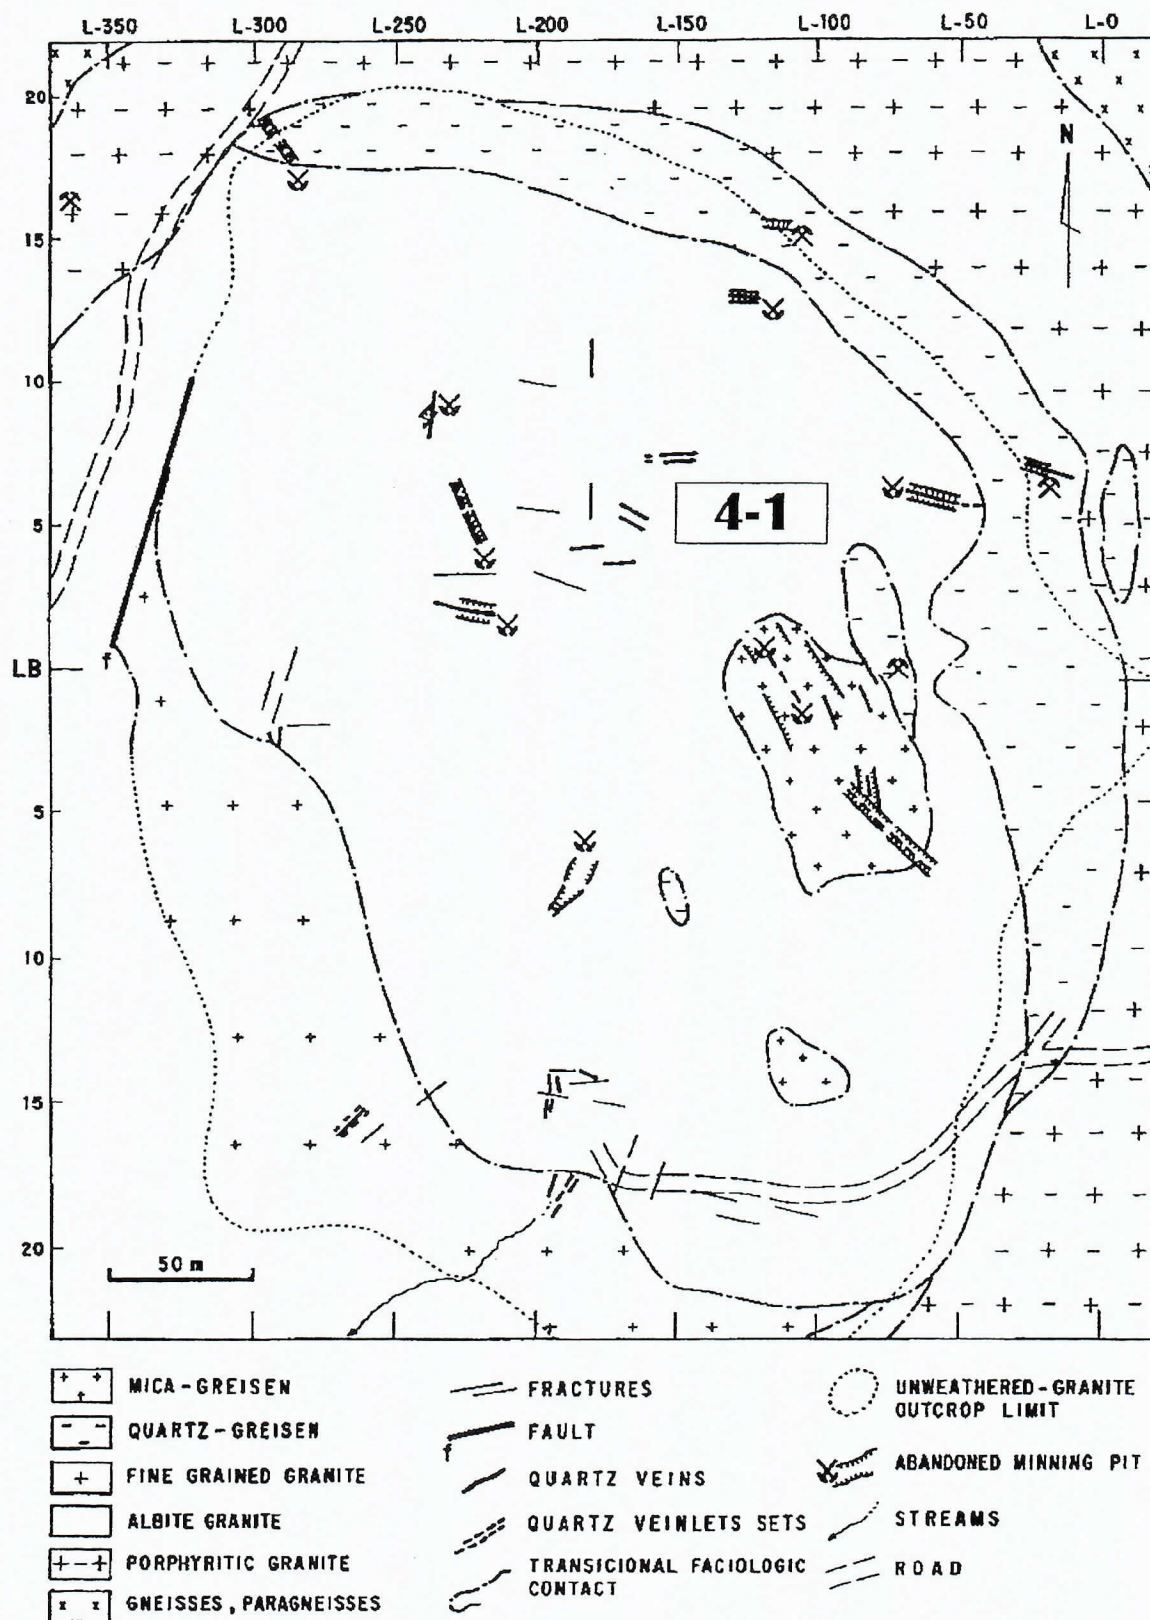 L-350 L-300 L-250 L-200 L-150 L-100 L-50 L-0
20
N
15
10
5
4-1
LB
f
5
10
15
20
50 m
MICA-GREISEN
QUARTZ-GREISEN
FINE GRAINED GRANITE
ALBITE GRANITE
PORPHYRITIC GRANITE
GNEISSES, PARAGNEISSES
FRACTURES
FAULT
f
QUARTZ VEINS
QUARTZ VEINLETS SETS
TRANSICIONAL FACIOLOGIC
CONTACT
UNWEATHERED-GRANITE
OUTCROP LIMIT
ABANDONED MINNING PIT
STREAMS
ROAD